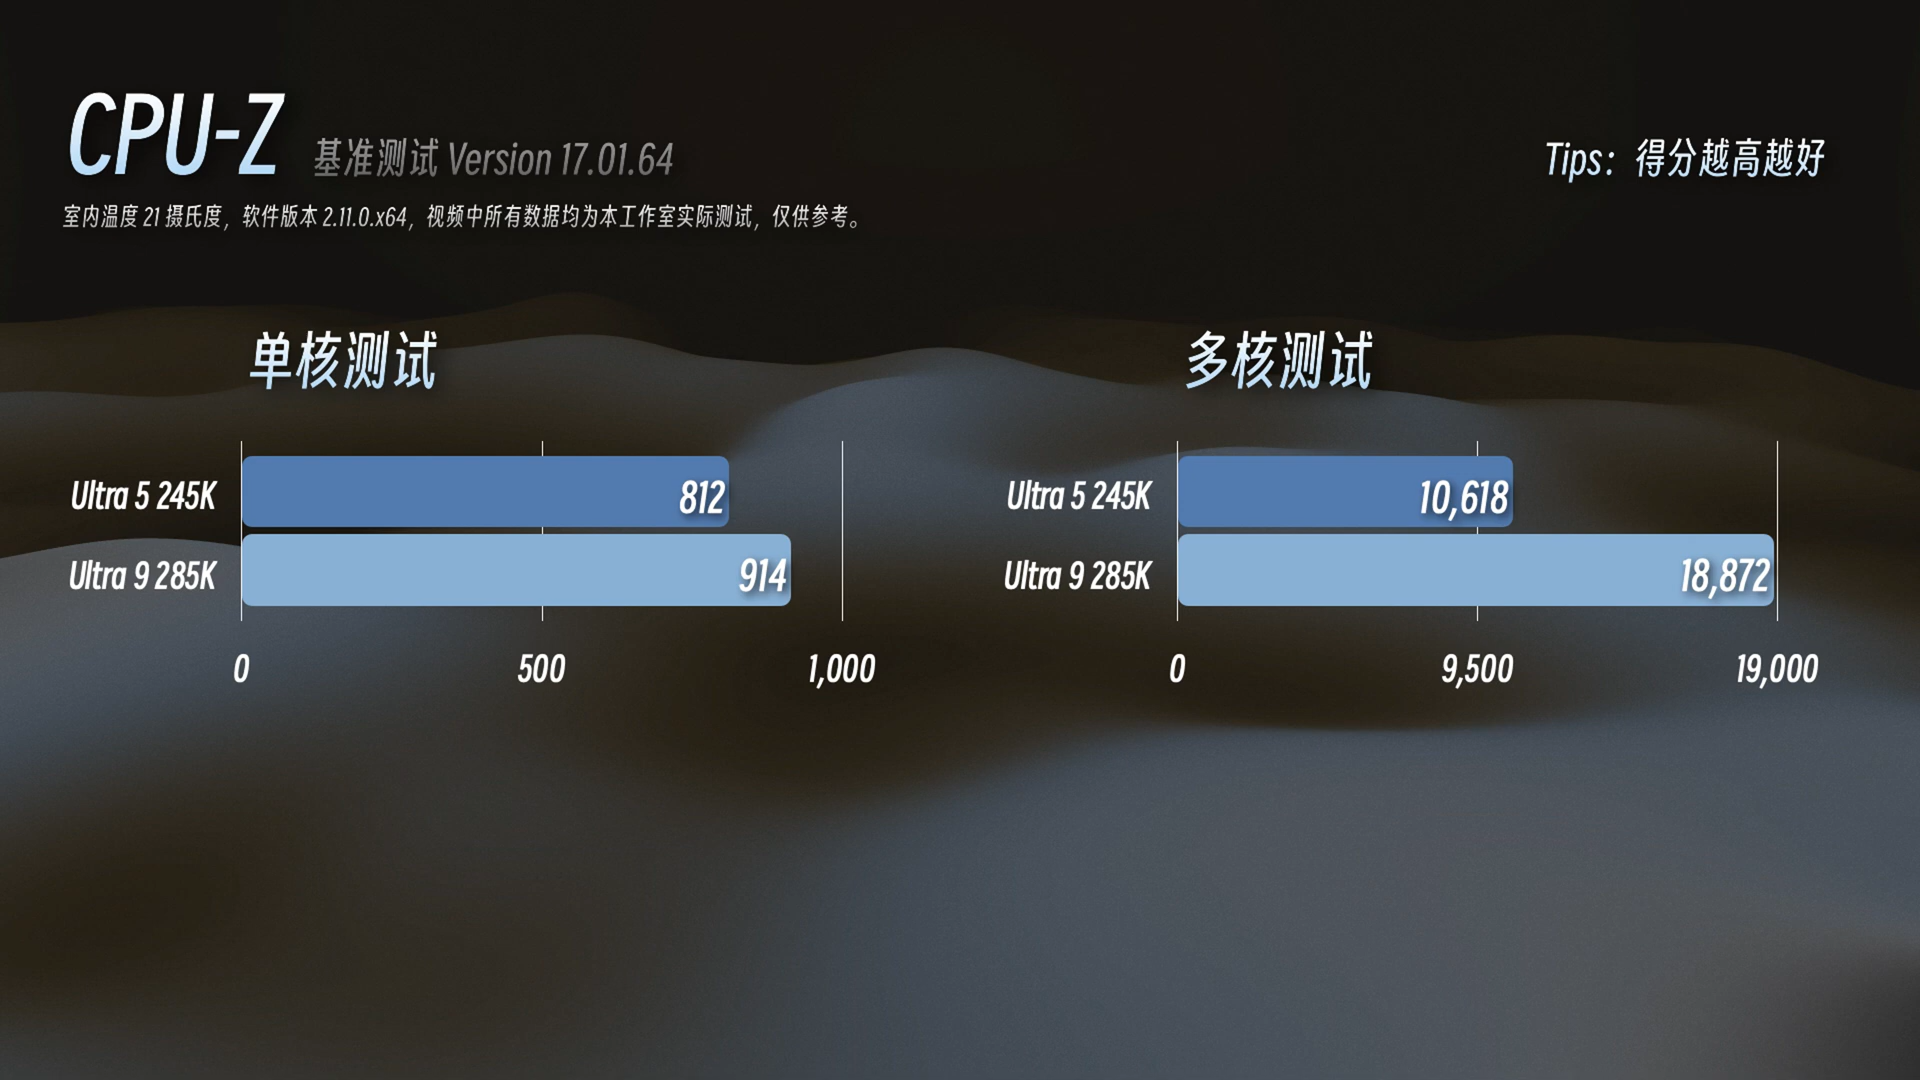 CPU-Z 基准测试 Version 17.01.64
Tips：得分越高越好
室内温度 21 摄氏度，软件版本 2.11.0.x64，视频中所有数据均为本工作室实际测试，仅供参考。
单核测试
Ultra 5 245K 812
Ultra 9 285K 914
0 500 1,000
多核测试
Ultra 5 245K 10,618
Ultra 9 285K 18,872
0 9,500 19,000